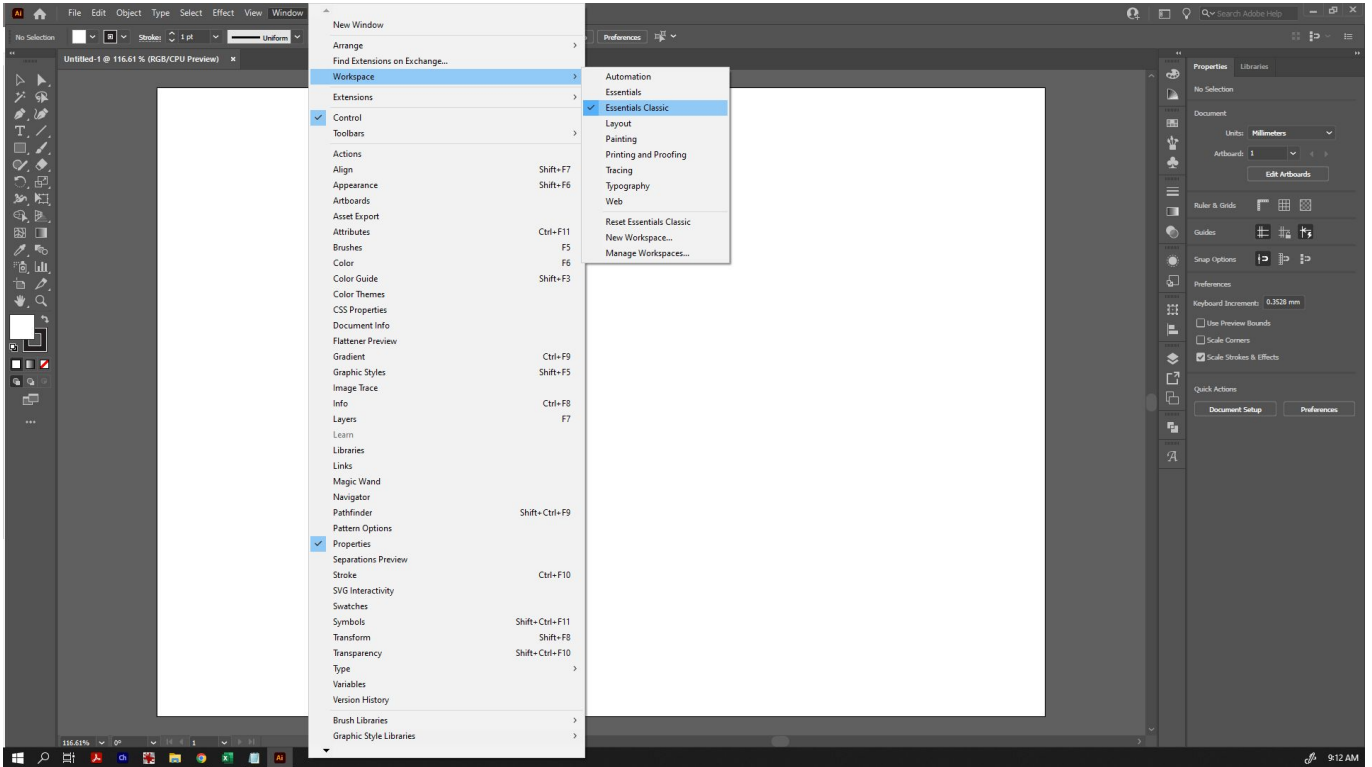 Ai File Edit Object Type Select Effect View Window
Search Adobe Help
No Selection Stroke: 1 pt Uniform Preferences
Untitled-1 @ 116.61 % (RGB/CPU Preview) ×
New Window
Arrange
Find Extensions on Exchange...
Workspace
Extensions
Control
Toolbars
Actions
Align Shift+F7
Appearance Shift+F6
Artboards
Asset Export
Attributes Ctrl+F11
Brushes F5
Color F6
Color Guide Shift+F3
Color Themes
CSS Properties
Document Info
Flattener Preview
Gradient Ctrl+F9
Graphic Styles Shift+F5
Image Trace
Info Ctrl+F8
Layers F7
Learn
Libraries
Links
Magic Wand
Navigator
Pathfinder Shift+Ctrl+F9
Pattern Options
Properties
Separations Preview
Stroke Ctrl+F10
SVG Interactivity
Swatches
Symbols Shift+Ctrl+F11
Transform Shift+F8
Transparency Shift+Ctrl+F10
Type
Variables
Version History
Brush Libraries
Graphic Style Libraries
Automation
Essentials
Essentials Classic
Layout
Painting
Printing and Proofing
Tracing
Typography
Web
Reset Essentials Classic
New Workspace...
Manage Workspaces...
Properties Libraries
No Selection
Document
Units: Millimeters
Artboard: 1
Edit Artboards
Ruler & Grids
Guides
Snap Options
Preferences
Keyboard Increment: 0.3528 mm
Use Preview Bounds
Scale Corners
Scale Strokes & Effects
Quick Actions
Document Setup Preferences
116.61% 0° 1
Ch Ai 9:12 AM